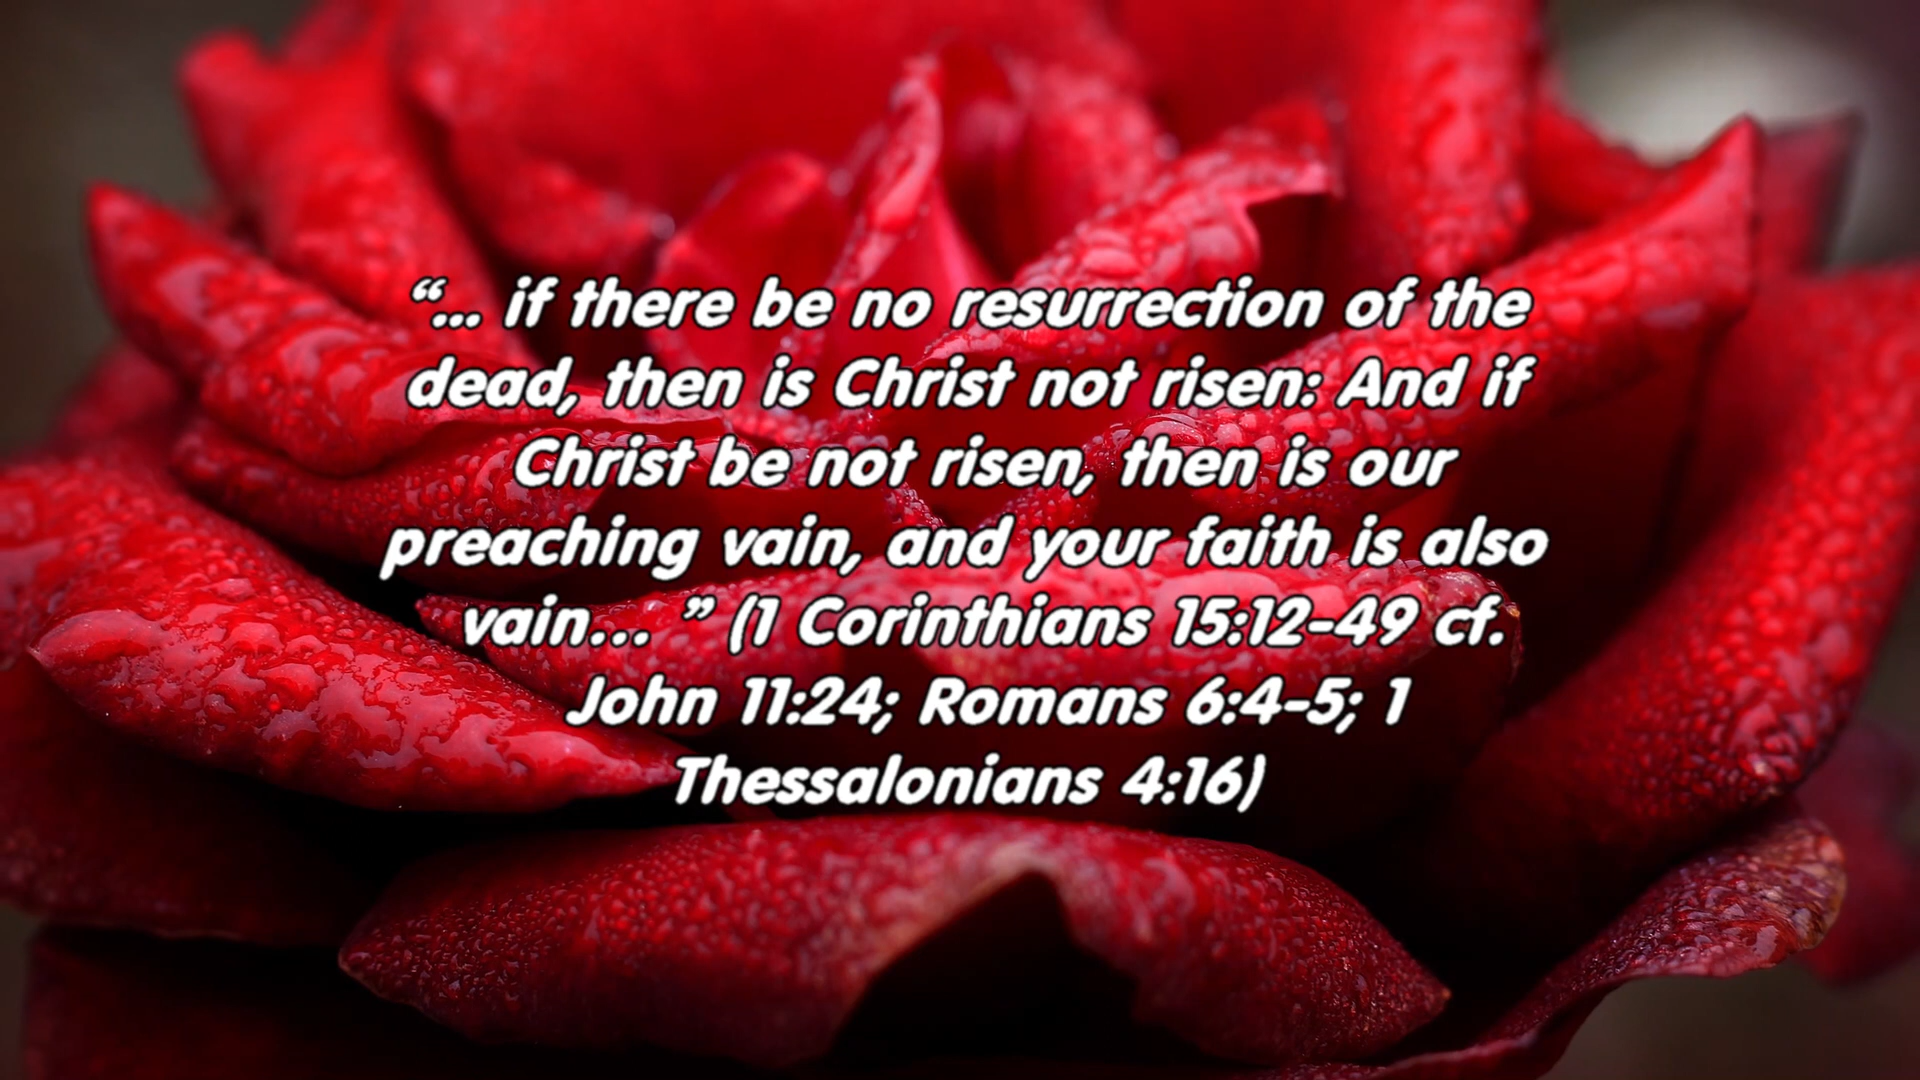 “... if there be no resurrection of the
dead, then is Christ not risen: And if
Christ be not risen, then is our
preaching vain, and your faith is also
vain... ” (1 Corinthians 15:12-49 cf.
John 11:24; Romans 6:4-5; 1
Thessalonians 4:16)